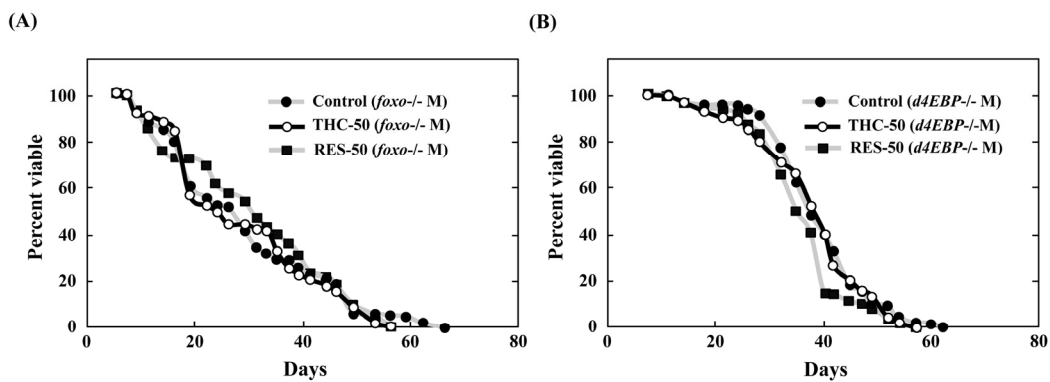 (A)
Percent viable
100
80
60
40
20
0
Control (foxo-/- M)
THC-50 (foxo-/- M)
RES-50 (foxo-/- M)
0 20 40 60 80
Days
(B)
Percent viable
100
80
60
40
20
0
Control (d4EBP-/- M)
THC-50 (d4EBP-/-M)
RES-50 (d4EBP-/- M)
0 20 40 60 80
Days